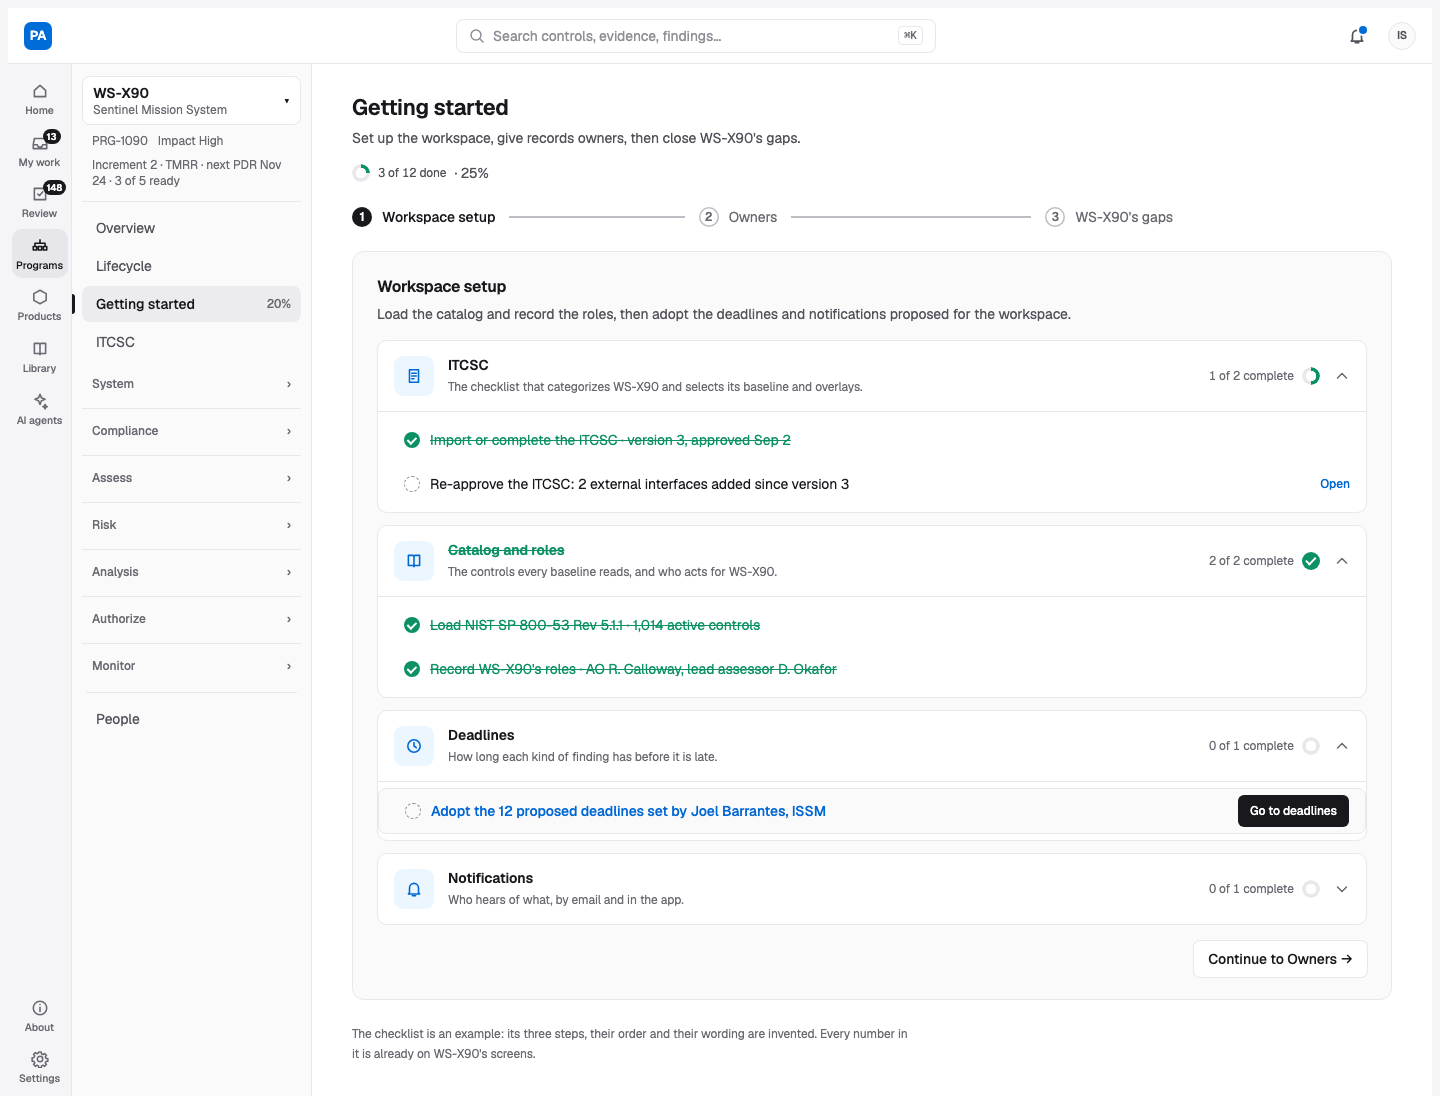 PA
Search controls, evidence, findings...
⌘K
IS
Home
13
My work
148
Review
Programs
Products
Library
AI agents
About
Settings
WS-X90
Sentinel Mission System
PRG-1090 Impact High
Increment 2 · TMRR · next PDR Nov
24 · 3 of 5 ready
Overview
Lifecycle
Getting started 20%
ITCSC
System
Compliance
Assess
Risk
Analysis
Authorize
Monitor
People
Getting started
Set up the workspace, give records owners, then close WS-X90's gaps.
3 of 12 done · 25%
1 Workspace setup
2 Owners
3 WS-X90's gaps
Workspace setup
Load the catalog and record the roles, then adopt the deadlines and notifications proposed for the workspace.
ITCSC
The checklist that categorizes WS-X90 and selects its baseline and overlays.
1 of 2 complete
Import or complete the ITCSC · version 3, approved Sep 2
Re-approve the ITCSC: 2 external interfaces added since version 3
Open
Catalog and roles
The controls every baseline reads, and who acts for WS-X90.
2 of 2 complete
Load NIST SP 800-53 Rev 5.1.1 · 1,014 active controls
Record WS-X90's roles · AO R. Calloway, lead assessor D. Okafor
Deadlines
How long each kind of finding has before it is late.
0 of 1 complete
Adopt the 12 proposed deadlines set by Joel Barrantes, ISSM
Go to deadlines
Notifications
Who hears of what, by email and in the app.
0 of 1 complete
Continue to Owners →
The checklist is an example: its three steps, their order and their wording are invented. Every number in
it is already on WS-X90's screens.